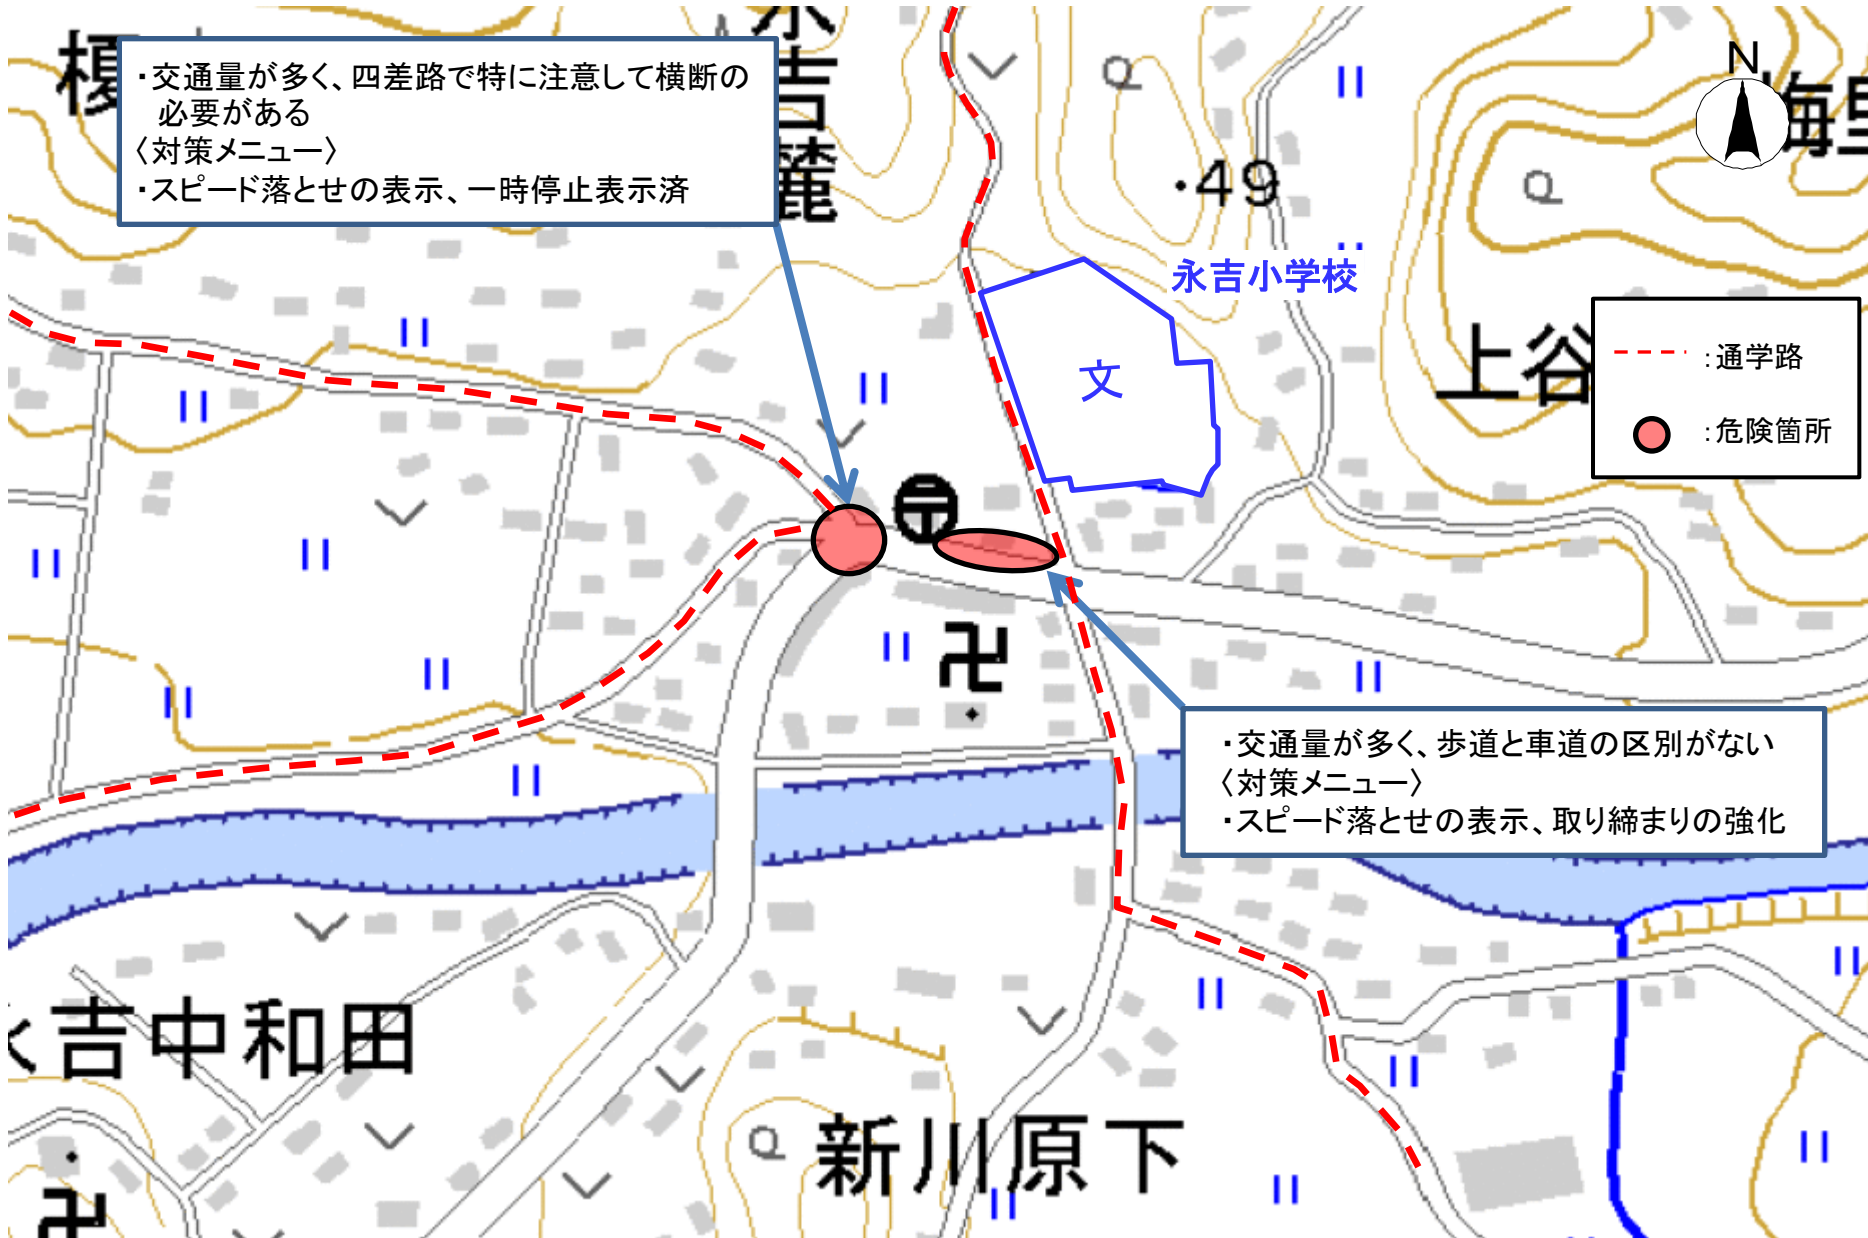 ・交通量が多く、四差路で特に注意して横断の
必要がある
〈対策メニュー〉
・スピード落とせの表示、一時停止表示済
N
・49
永吉小学校
文
上谷
：通学路
：危険箇所
・交通量が多く、歩道と車道の区別がない
〈対策メニュー〉
・スピード落とせの表示、取り締まりの強化
吉中和田
新川原下